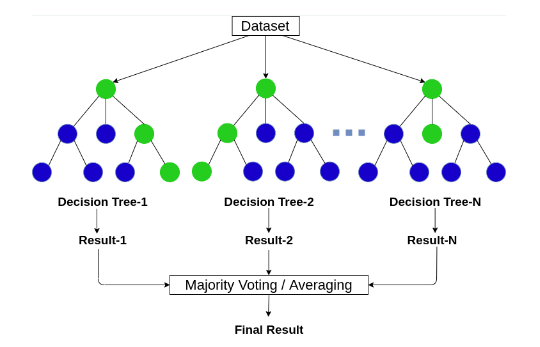 Dataset
Decision Tree-1
Decision Tree-2
Decision Tree-N
Result-1
Result-2
Result-N
Majority Voting / Averaging
Final Result